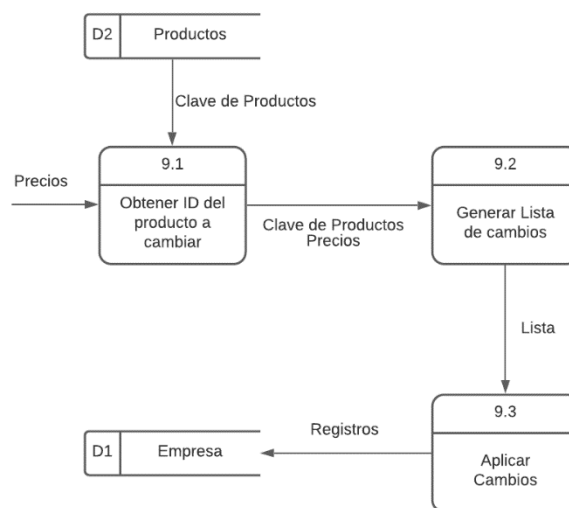 D2 Productos
Clave de Productos
9.1
9.2
Precios
Obtener ID del
producto a
cambiar
Clave de Productos
Precios
Generar Lista
de cambios
Lista
9.3
Registros
D1 Empresa
Aplicar
Cambios